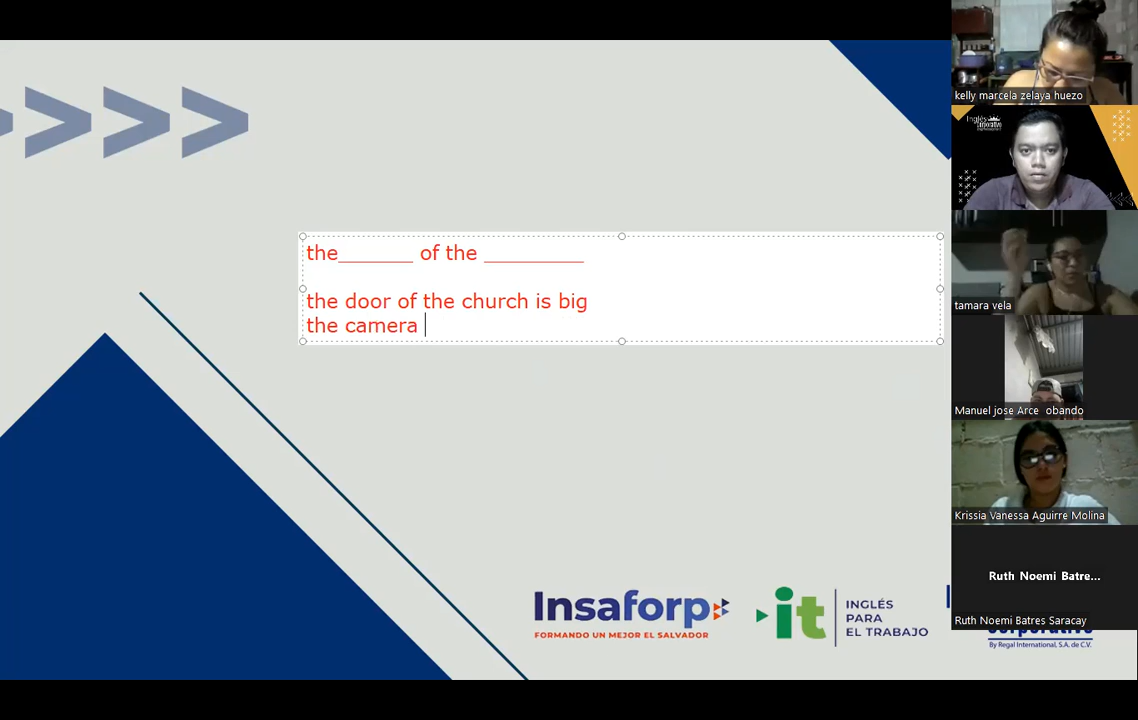 the_______ of the _________
the door of the church is big
the camera
Insaforp
FORMANDO UN MEJOR EL SALVADOR
it
INGLÉS
PARA
EL TRABAJO
By Regal International, S.A. de C.V.
kelly marcela zelaya huezo
Inglés
tamara vela
Manuel jose Arce obando
Krissia Vanessa Aguirre Molina
Ruth Noemi Batre...
Ruth Noemi Batres Saracay